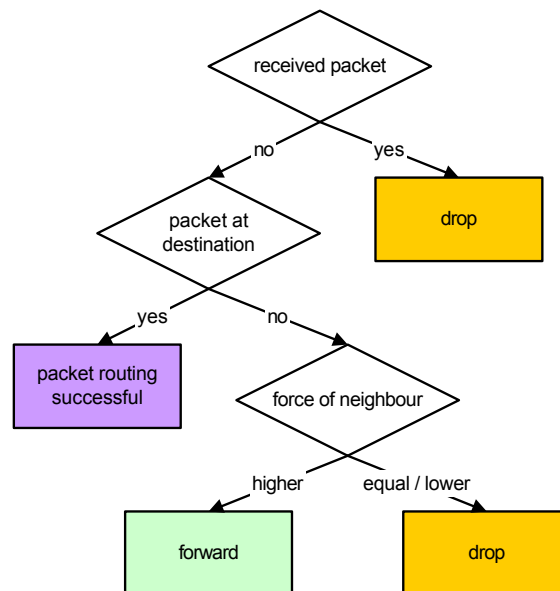 received packet
no
yes
packet at
destination
drop
yes
no
packet routing
successful
force of neighbour
higher
equal / lower
forward
drop